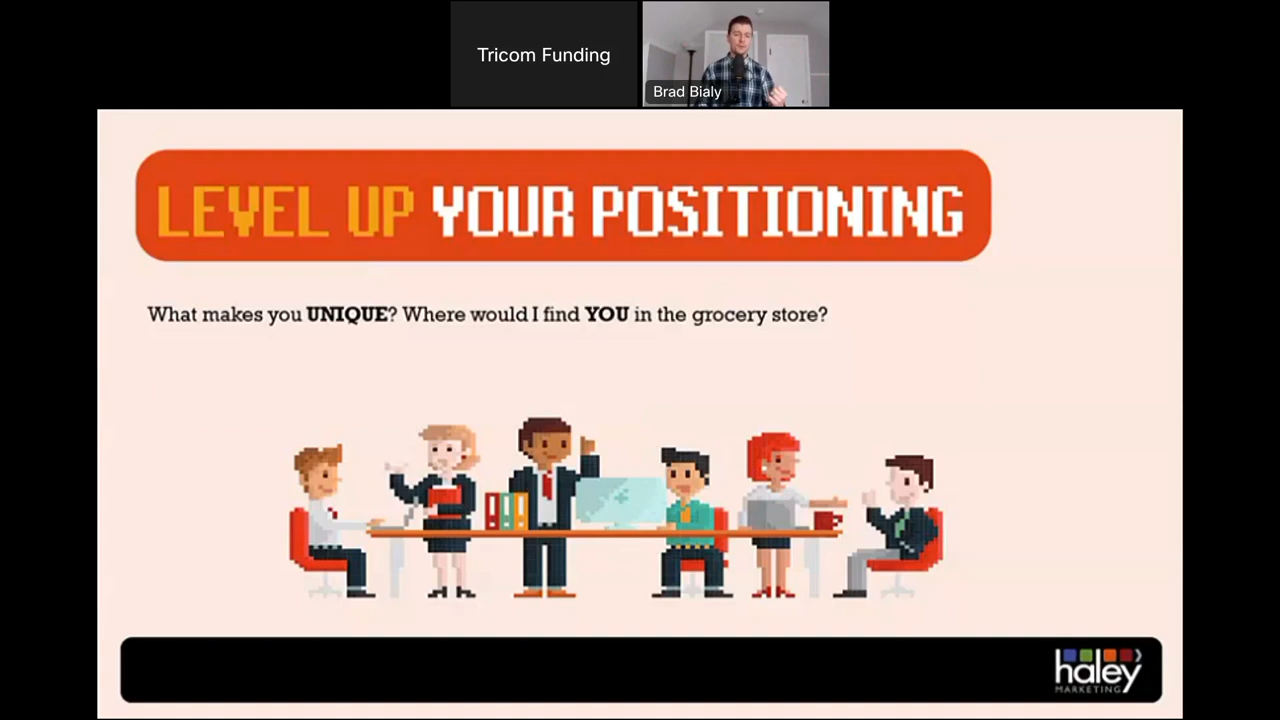 Tricom Funding
Brad Bialy
LEVEL UP YOUR POSITIONING
What makes you UNIQUE? Where would I find YOU in the grocery store?
haley
MARKETING